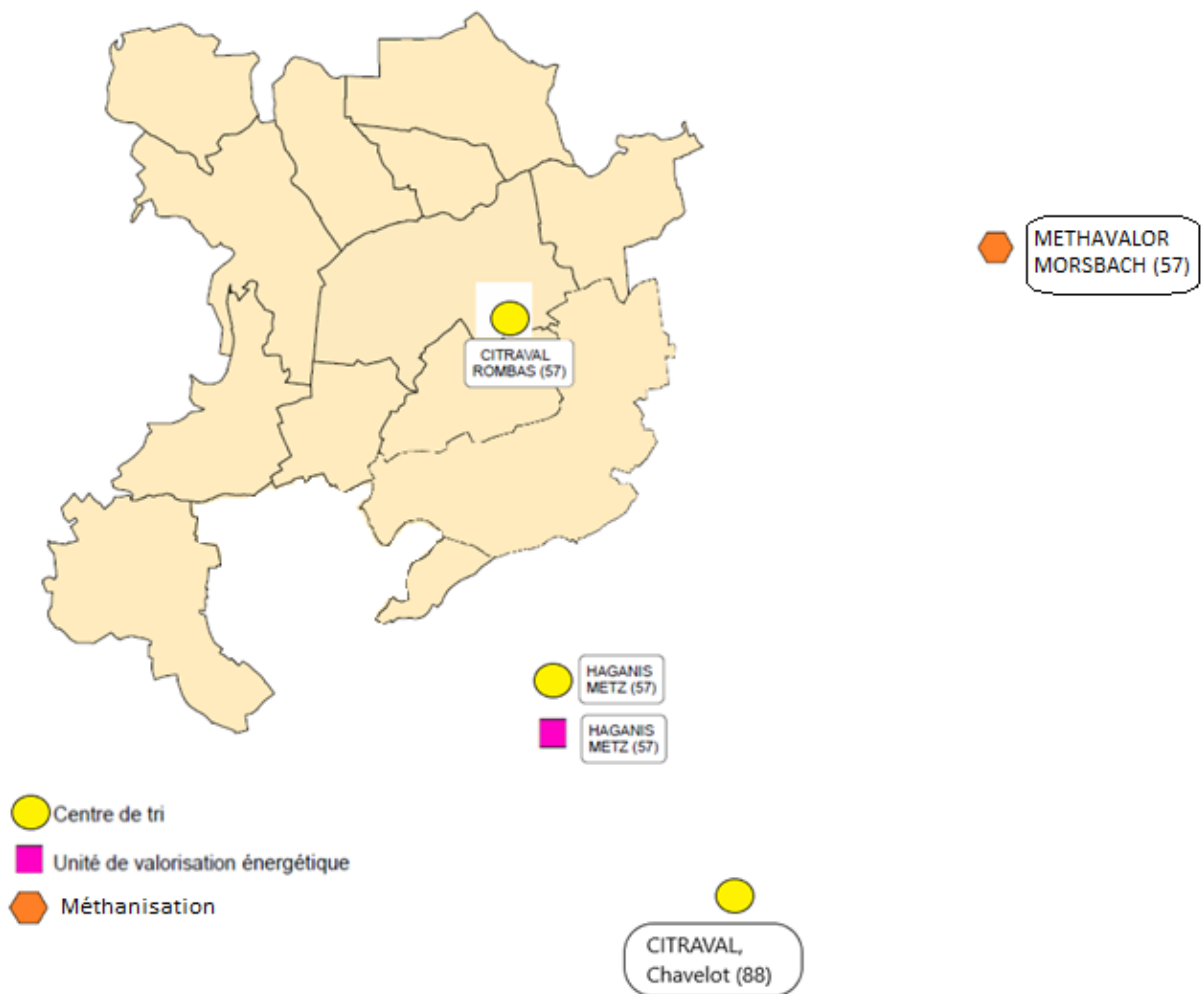 METHAVALOR
MORSBACH (57)
CITRAVAL
ROMBAS (57)
HAGANIS
METZ (57)
HAGANIS
METZ (57)
Centre de tri
Unité de valorisation énergétique
Méthanisation
CITRAVAL,
Chavelot (88)